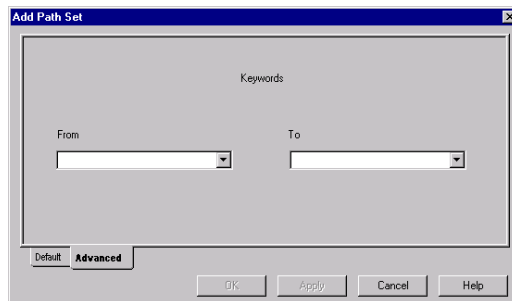 Add Path Set
Keywords
From To
Default Advanced
OK Apply Cancel Help